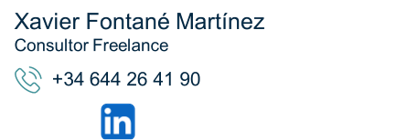 Xavier Fontané Martínez
Consultor Freelance
+34 644 26 41 90
in